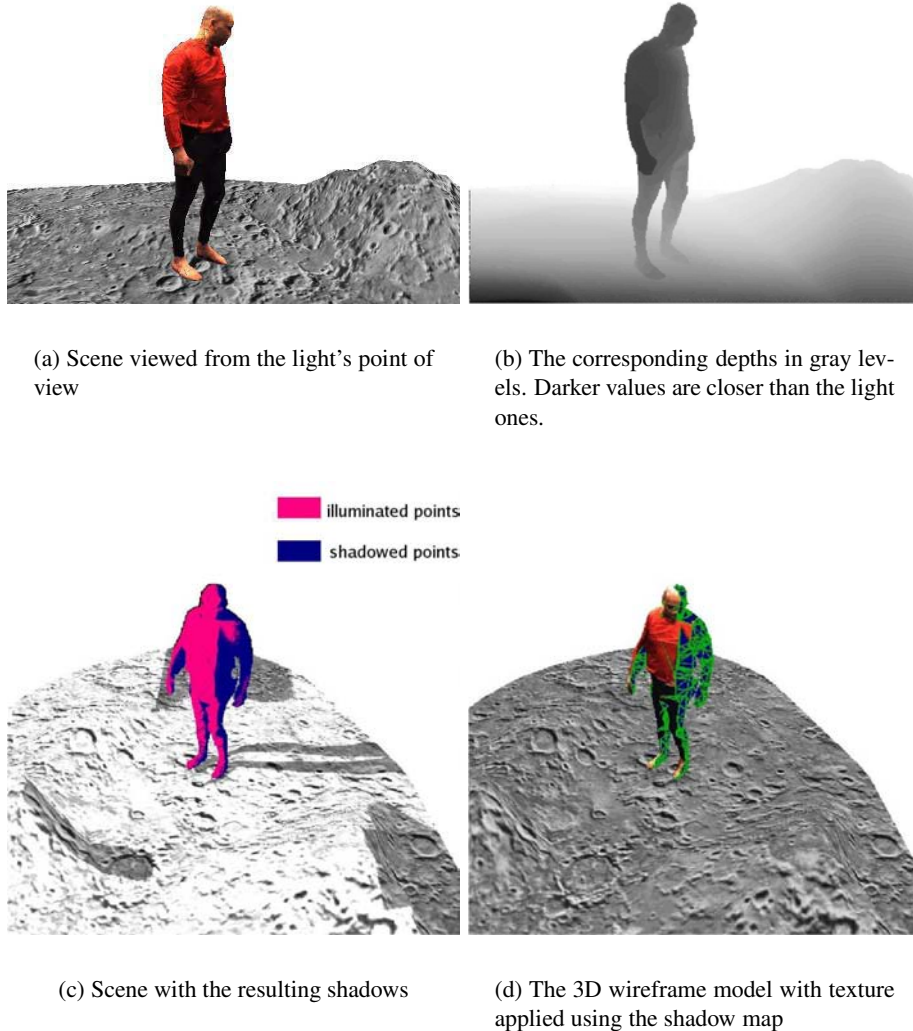 (a) Scene viewed from the light's point of
view
(b) The corresponding depths in gray lev-
els. Darker values are closer than the light
ones.
illuminated points
shadowed points
(c) Scene with the resulting shadows
(d) The 3D wireframe model with texture
applied using the shadow map